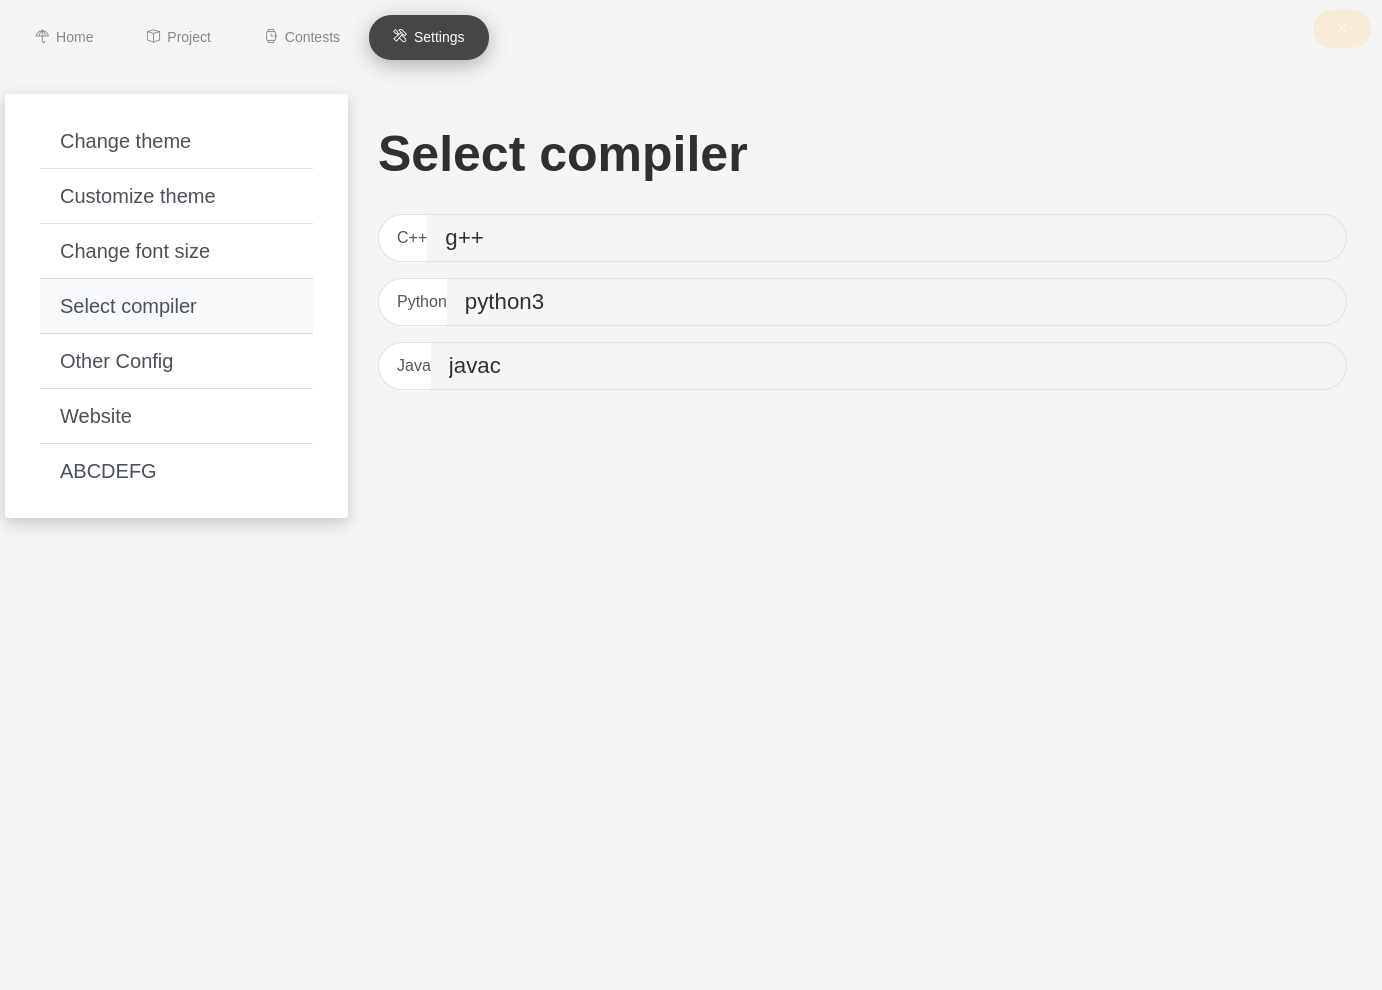 Home
Project
Contests
Settings
Change theme
Customize theme
Change font size
Select compiler
Other Config
Website
ABCDEFG
Select compiler
C++ g++
Python python3
Java javac